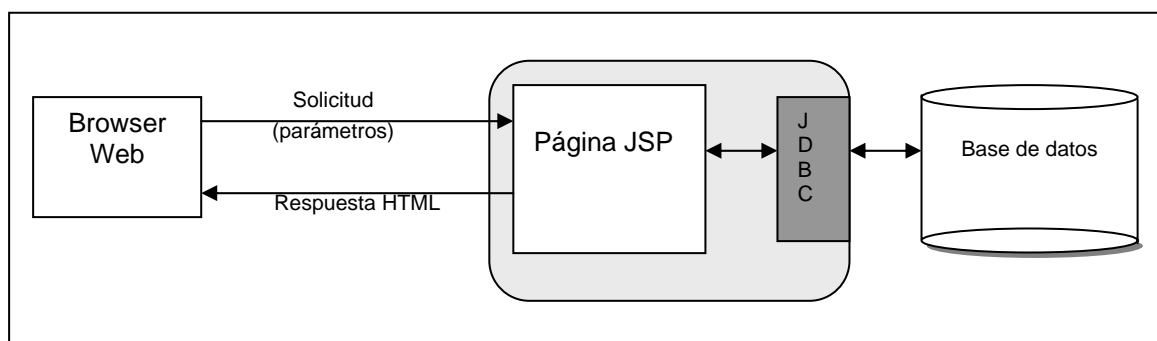 Browser
Web
Solicitud
(parámetros)
Respuesta HTML
Página JSP
J
D
B
C
Base de datos